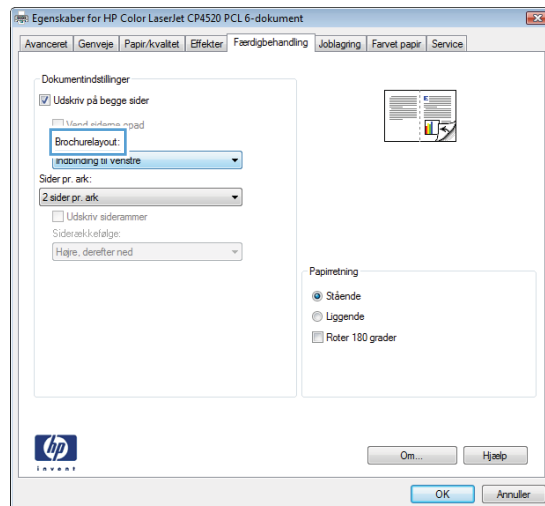 Egenskaber for HP Color LaserJet CP4520 PCL 6-dokument
Avanceret Genveje Papir/kvalitet Effekter Færdigbehandling Joblagring Farvet papir Service
Dokumentindstillinger
Udskriv på begge sider
Vend siderne opad
Brochurelayout:
Indbinding til venstre
Sider pr. ark:
2 sider pr. ark
Udskriv siderammer
Siderækkefølge:
Højre, derefter ned
Papirretning
Stående
Liggende
Roter 180 grader
hp
invent
Om... Hjælp
OK Annuller